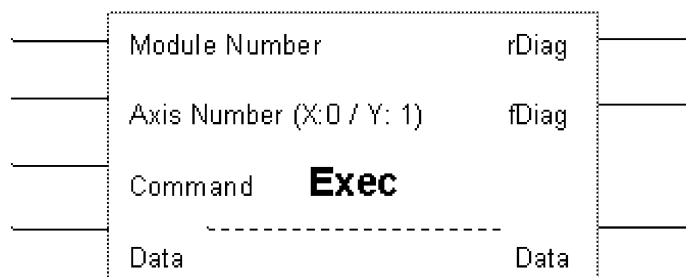 Module Number rDiag
Axis Number (X:0 / Y: 1) fDiag
Command Exec
Data Data